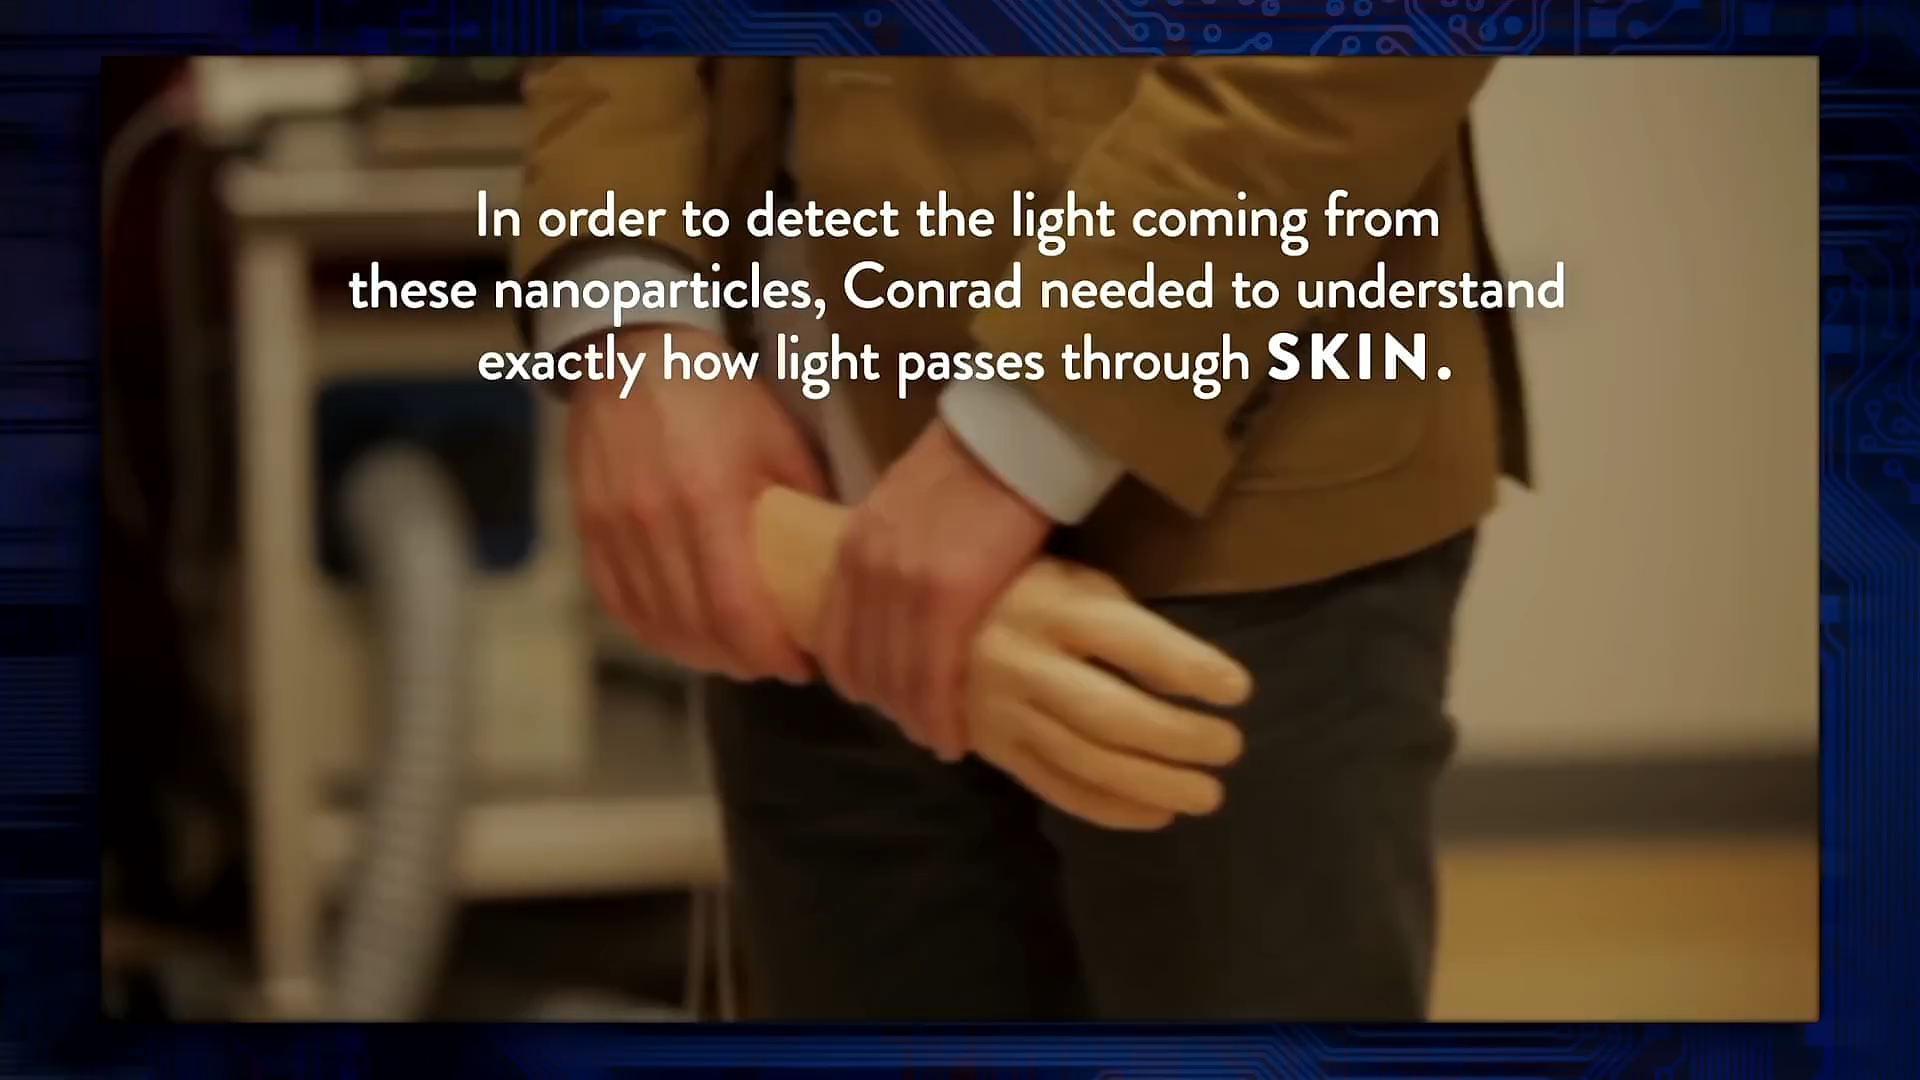 In order to detect the light coming from
these nanoparticles, Conrad needed to understand
exactly how light passes through SKIN.